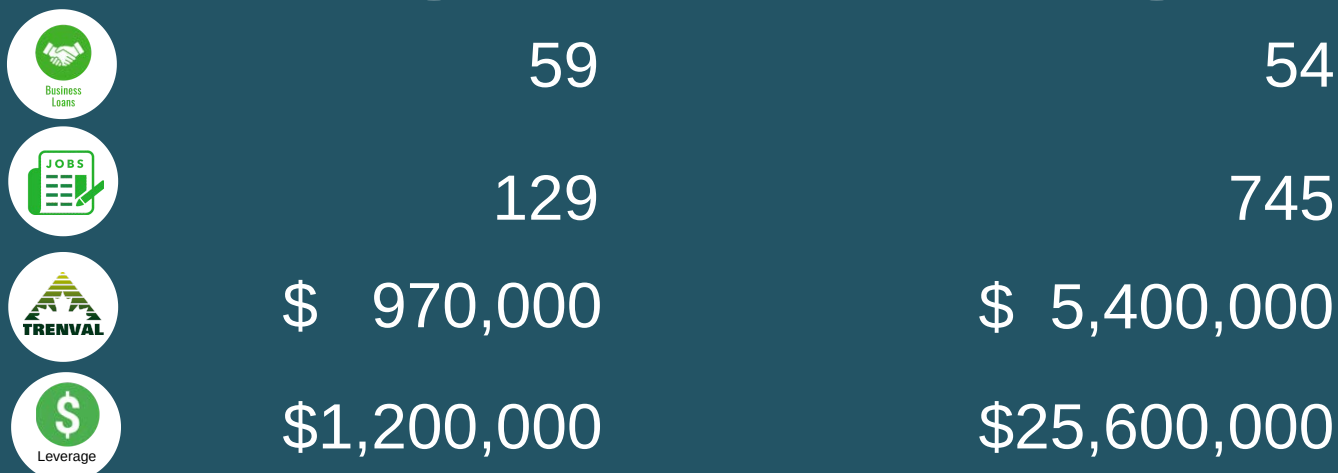 59 54
Business
Loans
JOBS
129 745
$ 970,000 $ 5,400,000
TRENVAL
$1,200,000 $25,600,000
Leverage